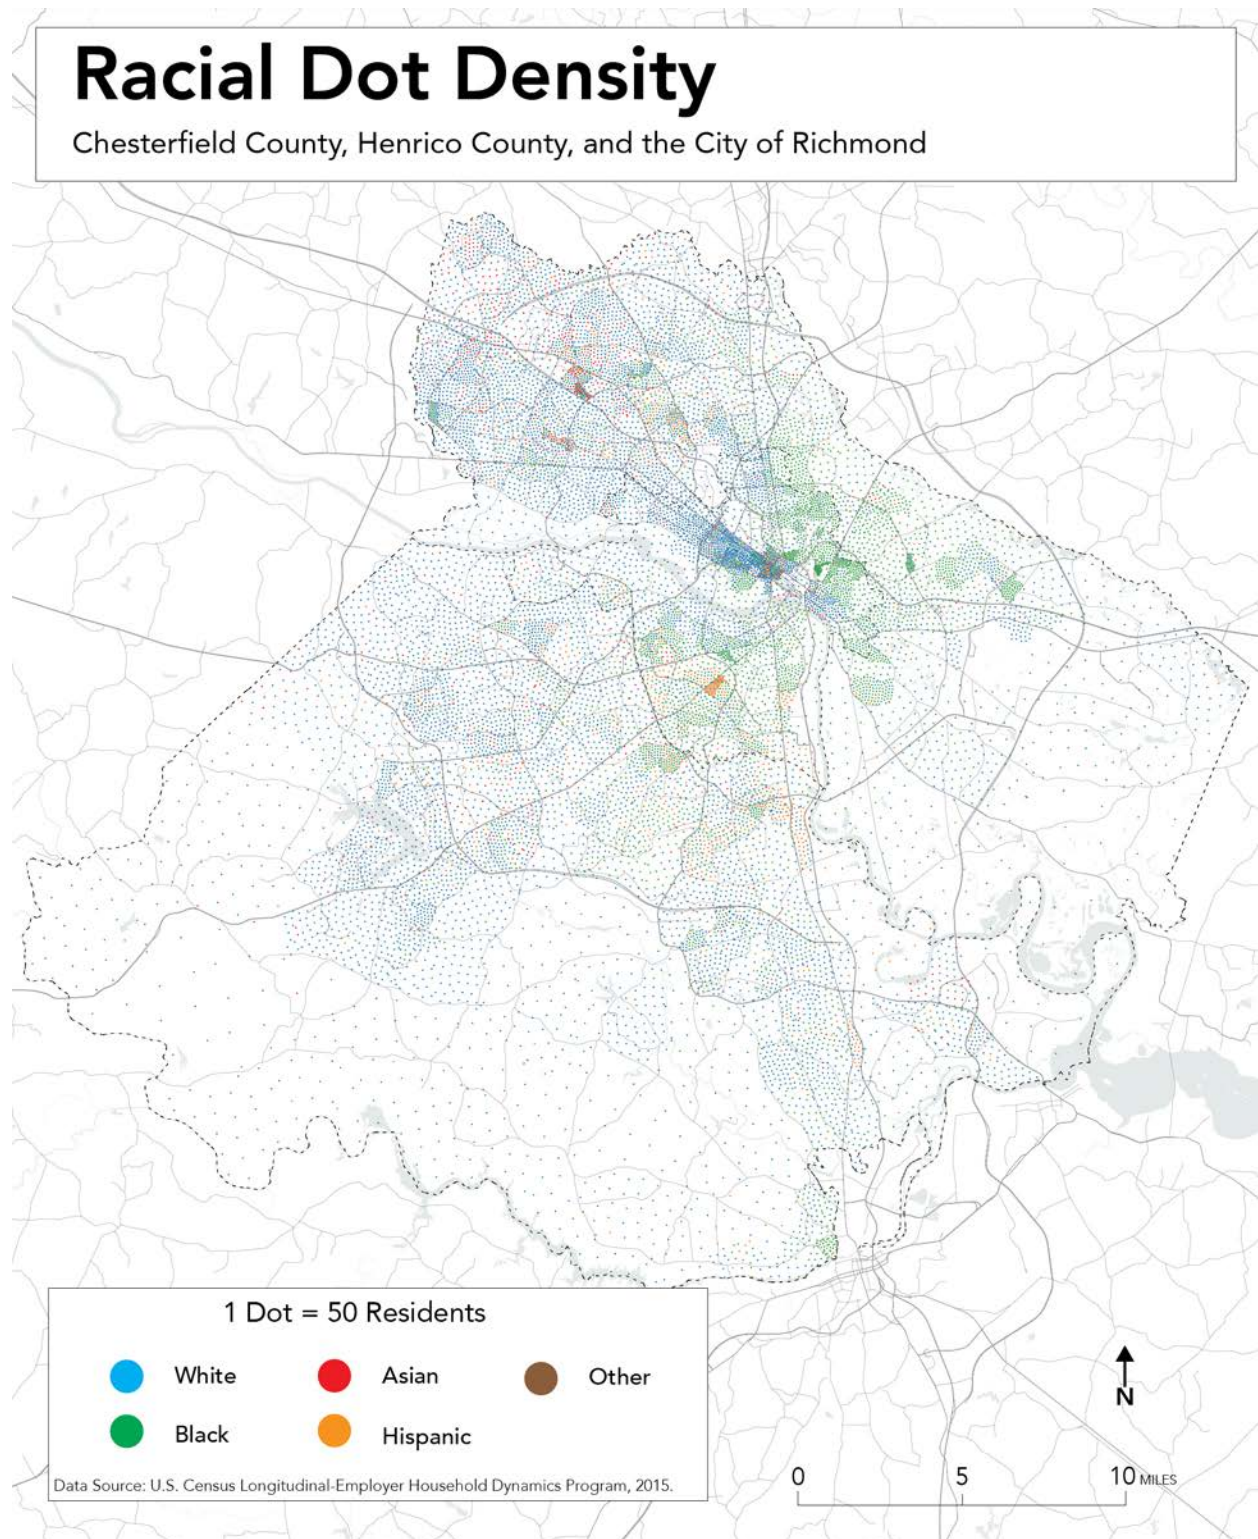 Racial Dot Density
Chesterfield County, Henrico County, and the City of Richmond
1 Dot = 50 Residents
White
Asian
Other
Black
Hispanic
Data Source: U.S. Census Longitudinal-Employer Household Dynamics Program, 2015.
N
0 5 10 MILES